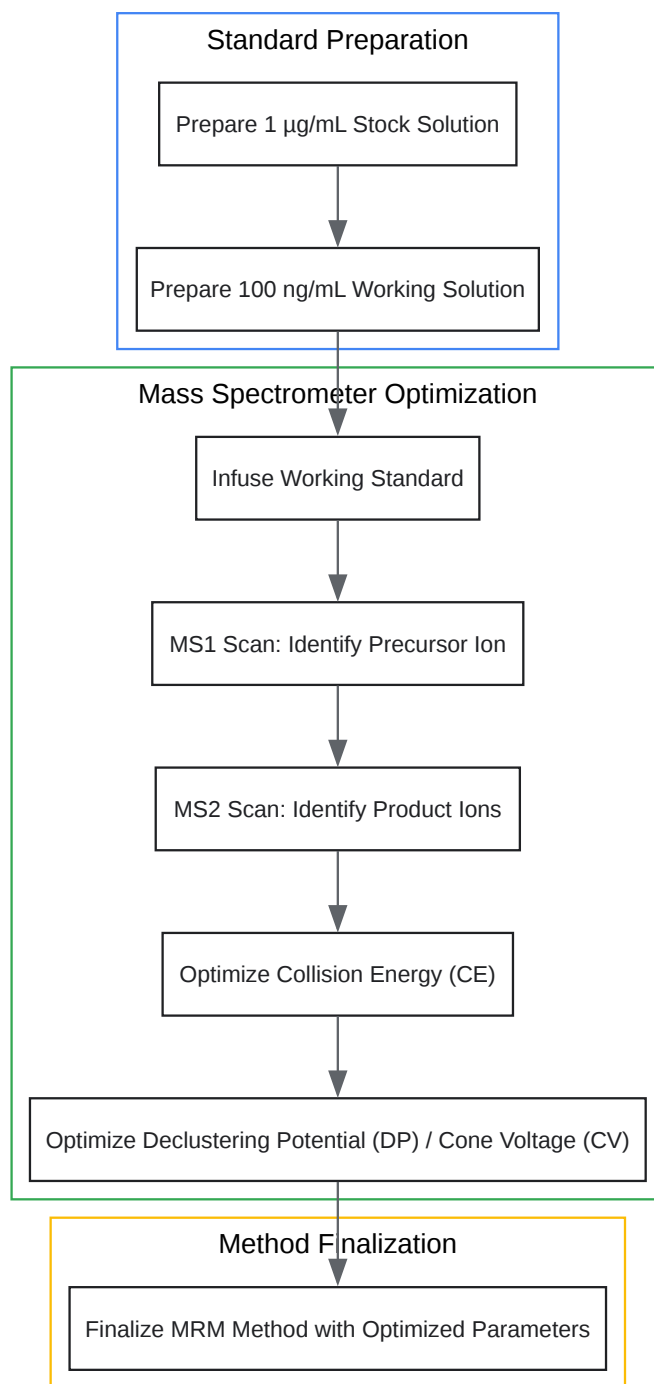 Standard Preparation
Prepare 1 µg/mL Stock Solution
Prepare 100 ng/mL Working Solution
Mass Spectrometer Optimization
Infuse Working Standard
MS1 Scan: Identify Precursor Ion
MS2 Scan: Identify Product Ions
Optimize Collision Energy (CE)
Optimize Declustering Potential (DP) / Cone Voltage (CV)
Method Finalization
Finalize MRM Method with Optimized Parameters